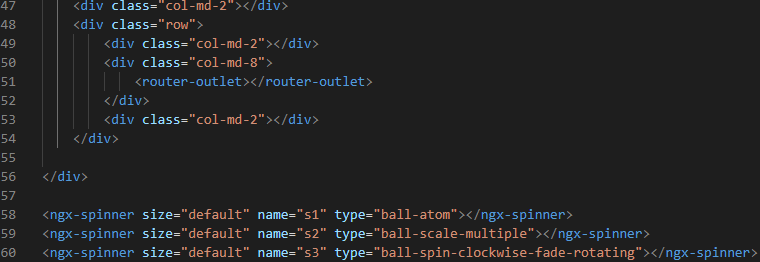 47 <div class="col-md-2"></div>
48 <div class="row">
49 <div class="col-md-2"></div>
50 <div class="col-md-8">
51 <router-outlet></router-outlet>
52 </div>
53 <div class="col-md-2"></div>
54 </div>
55
56 </div>
57
58 <ngx-spinner size="default" name="s1" type="ball-atom"></ngx-spinner>
59 <ngx-spinner size="default" name="s2" type="ball-scale-multiple"></ngx-spinner>
60 <ngx-spinner size="default" name="s3" type="ball-spin-clockwise-fade-rotating"></ngx-spinner>